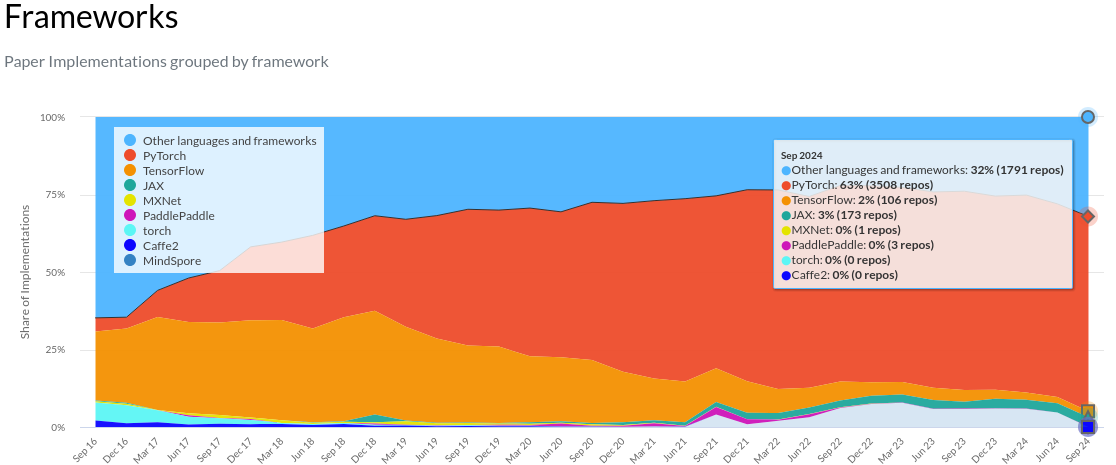 Frameworks
Paper Implementations grouped by framework
100%
75%
50%
25%
0%
Share of Implementations
Other languages and frameworks
PyTorch
TensorFlow
JAX
MXNet
PaddlePaddle
torch
Caffe2
MindSpore
Sep 2024
Other languages and frameworks: 32% (1791 repos)
PyTorch: 63% (3508 repos)
TensorFlow: 2% (106 repos)
JAX: 3% (173 repos)
MXNet: 0% (1 repos)
PaddlePaddle: 0% (3 repos)
torch: 0% (0 repos)
Caffe2: 0% (0 repos)
Sep 16
Dec 16
Mar 17
Jun 17
Sep 17
Dec 17
Mar 18
Jun 18
Sep 18
Dec 18
Mar 19
Jun 19
Sep 19
Dec 19
Mar 20
Jun 20
Sep 20
Dec 20
Mar 21
Jun 21
Sep 21
Dec 21
Mar 22
Jun 22
Sep 22
Dec 22
Mar 23
Jun 23
Sep 23
Dec 23
Mar 24
Jun 24
Sep 24